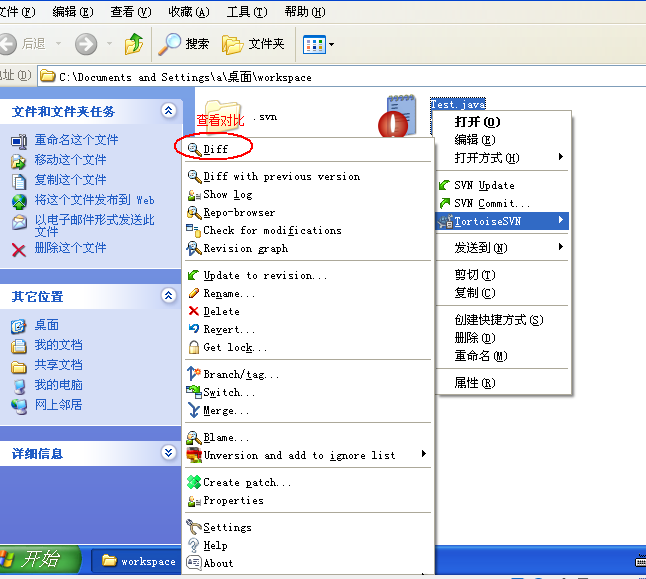 文件(F) 编辑(E) 查看(V) 收藏(A) 工具(T) 帮助(H)
后退 搜索 文件夹
地址(D) C:\Documents and Settings\a\桌面\workspace
文件和文件夹任务
重命名这个文件
移动这个文件
复制这个文件
将这个文件发布到 Web
以电子邮件形式发送此
文件
删除这个文件
其它位置
桌面
我的文档
共享文档
我的电脑
网上邻居
详细信息
.svn
查看对比
Test.java
Diff
Diff with previous version
Show log
Repo-browser
Check for modifications
Revision graph
Update to revision...
Rename...
Delete
Revert...
Get lock...
Branch/tag...
Switch...
Merge...
Blame...
Unversion and add to ignore list
Create patch...
Properties
Settings
Help
About
打开(O)
编辑(E)
打开方式(H)
SVN Update
SVN Commit...
TortoiseSVN
发送到(N)
剪切(T)
复制(C)
创建快捷方式(S)
删除(D)
重命名(M)
属性(R)
开始 workspace